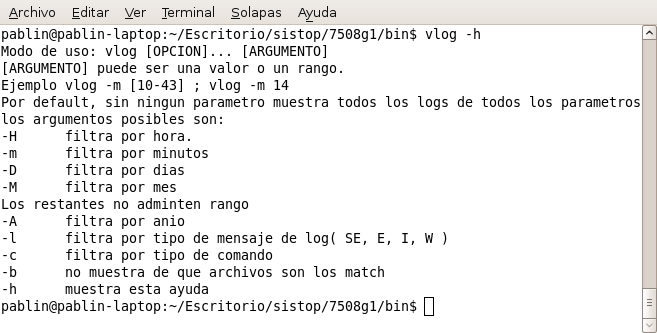 Archivo Editar Ver Terminal Solapas Ayuda
pablin@pablin-laptop:~/Escritorio/sistop/7508g1/bin$ vlog -h
Modo de uso: vlog [OPCION]... [ARGUMENTO]
[ARGUMENTO] puede ser una valor o un rango.
Ejemplo vlog -m [10-43] ; vlog -m 14
Por default, sin ningun parametro muestra todos los logs de todos los parametros
los argumentos posibles son:
-H filtra por hora.
-m filtra por minutos
-D filtra por dias
-M filtra por mes
Los restantes no adminten rango
-A filtra por anio
-l filtra por tipo de mensaje de log( SE, E, I, W )
-c filtra por tipo de comando
-b no muestra de que archivos son los match
-h muestra esta ayuda
pablin@pablin-laptop:~/Escritorio/sistop/7508g1/bin$